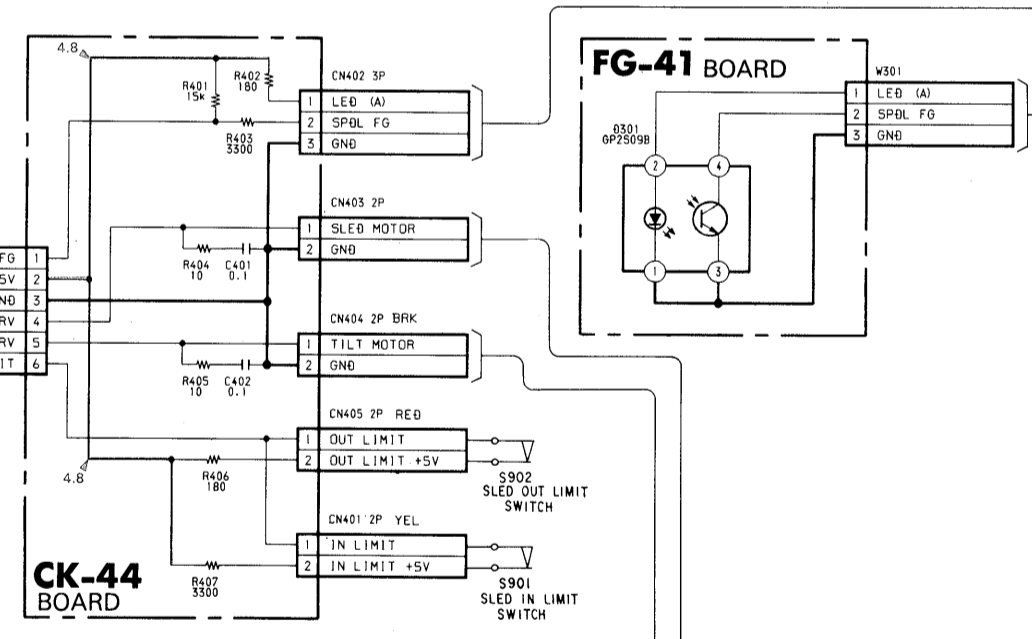 4.8
R401
15k
R402
180
R403
3300
CN402 3P
1 LED (A)
2 SPDL FG
3 GND
FG-41 BOARD
W301
1 LED (A)
2 SPDL FG
3 GND
D301
GP2S09B
2 4
1 3
CN403 2P
1 SLED MOTOR
2 GND
R404
10
C401
0.1
FG 1
5V 2
ND 3
RV 4
RV 5
IT 6
CN404 2P BRK
1 TILT MOTOR
2 GND
R405
10
C402
0.1
CN405 2P RED
1 OUT LIMIT
2 OUT LIMIT +5V
4.8
R406
180
S902
SLED OUT LIMIT
SWITCH
CN401 2P YEL
1 IN LIMIT
2 IN LIMIT +5V
R407
3300
S901
SLED IN LIMIT
SWITCH
CK-44
BOARD